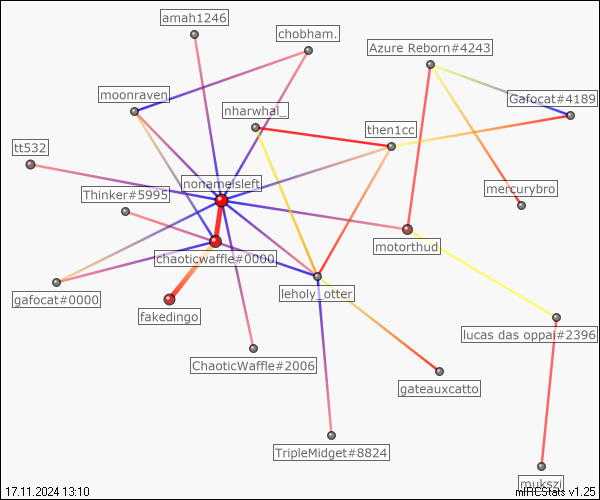 amah1246
chobham.
Azure Reborn#4243
moonraven
Gafocat#4189
nharwhal_
then1cc
tt532
nonameisleft
Thinker#5995
mercurybro
motorthud
chaoticwaffle#0000
gafocat#0000
leholy_otter
fakedingo
lucas das oppai#2396
ChaoticWaffle#2006
gateauxcatto
TripleMidget#8824
mukszi
17.11.2024 13:10
mIRCStats v1.25